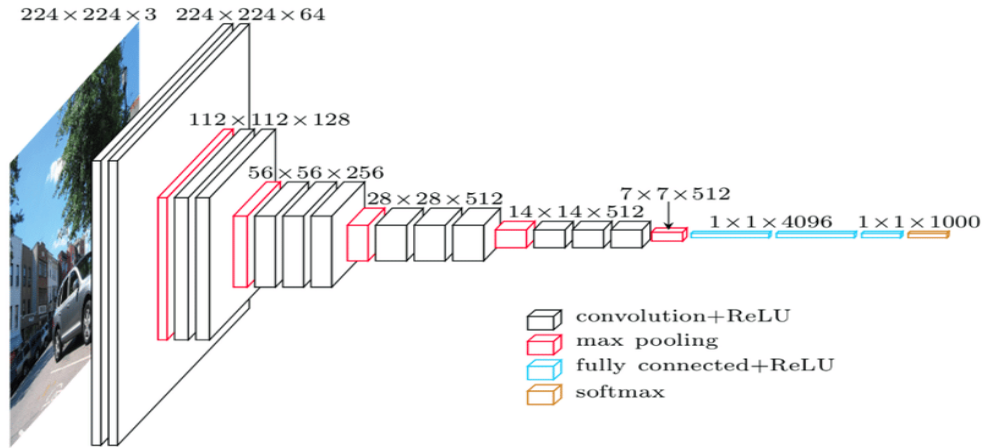 224×224×3
224×224×64
112×112×128
56×56×256
28×28×512
14×14×512
7×7×512
1×1×4096
1×1×1000
convolution+ReLU
max pooling
fully connected+ReLU
softmax